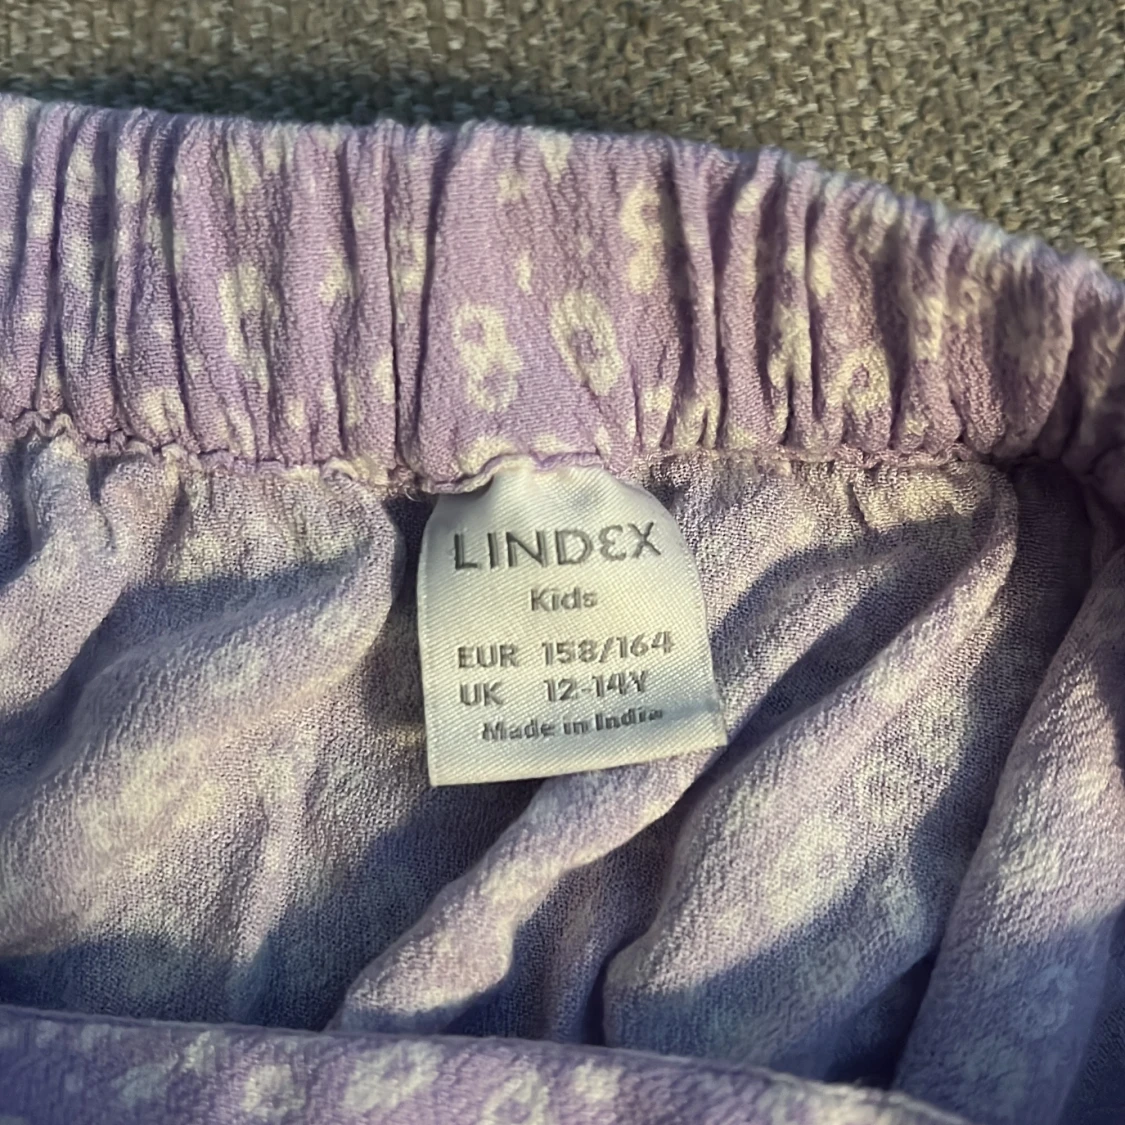 LINDEX
Kids
EUR 158/164
UK 12-14Y
Made in India